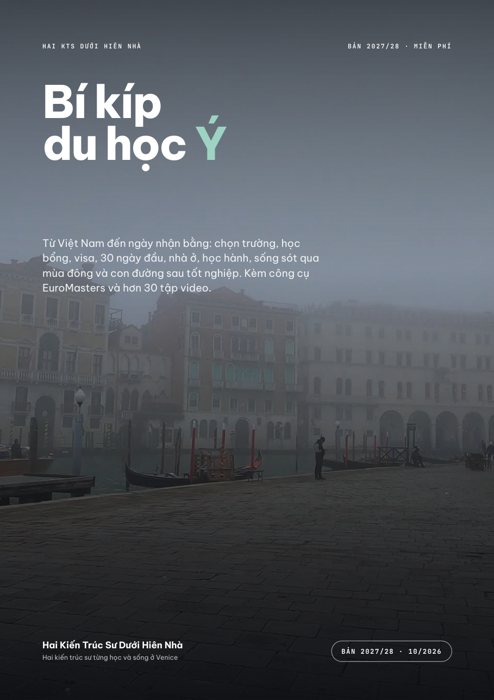 HAI KTS DƯỚI HIÊN NHÀ
BẢN 2027/28 · MIỄN PHÍ
Bí kíp
du học Ý
Từ Việt Nam đến ngày nhận bằng: chọn trường, học
bổng, visa, 30 ngày đầu, nhà ở, học hành, sống sót qua
mùa đông và con đường sau tốt nghiệp. Kèm công cụ
EuroMasters và hơn 30 tập video.
Hai Kiến Trúc Sư Dưới Hiên Nhà
Hai kiến trúc sư từng học và sống ở Venice
BẢN 2027/28 · 10/2026